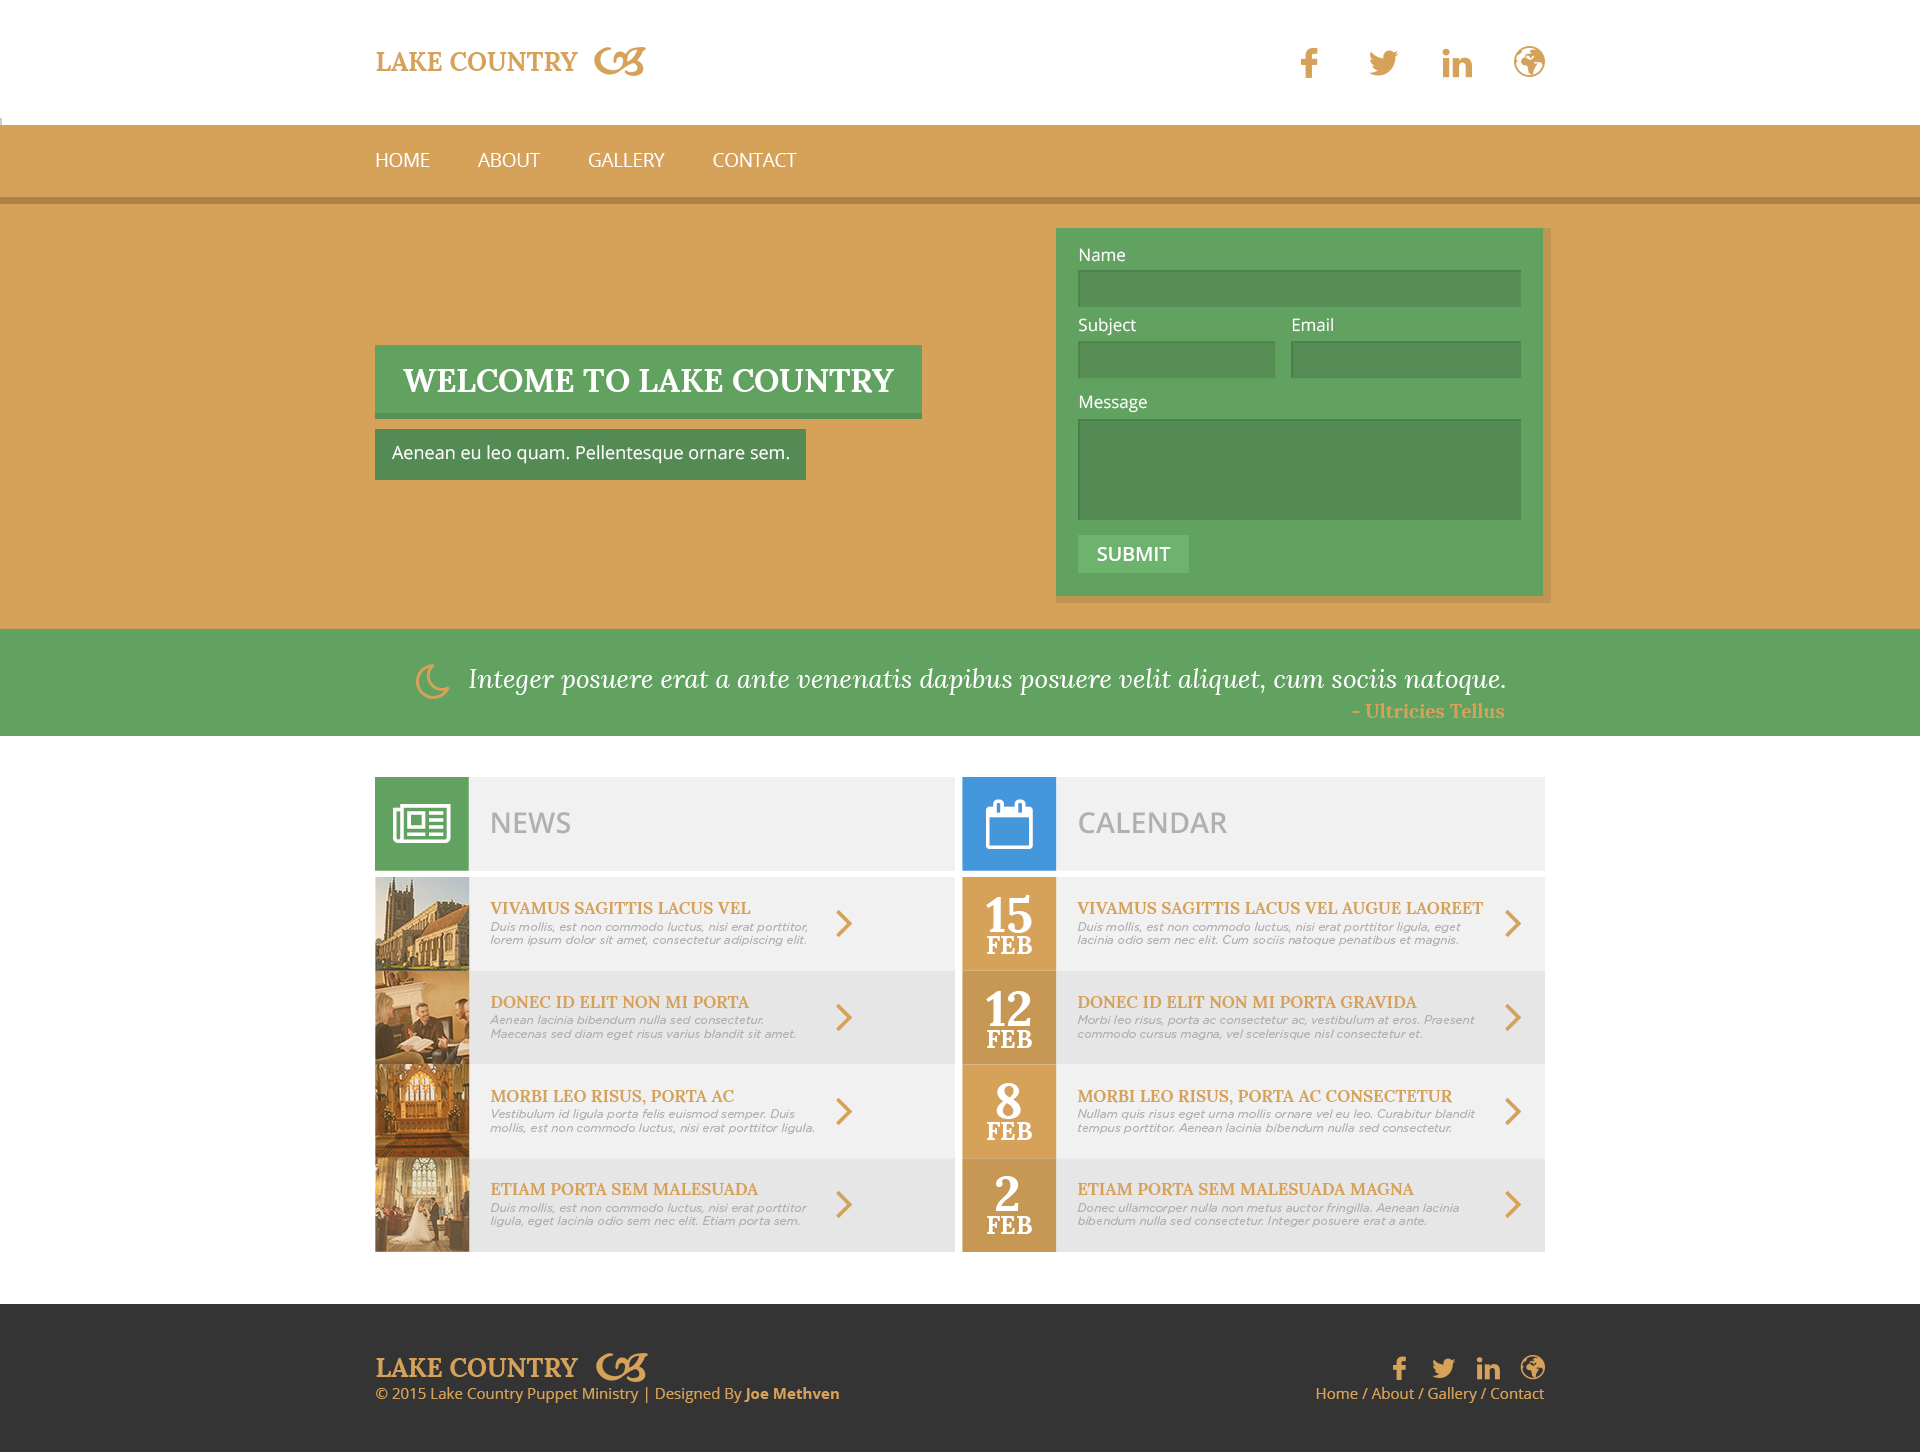 LAKE COUNTRY
HOME ABOUT GALLERY CONTACT
Name
Subject Email
Message
SUBMIT
WELCOME TO LAKE COUNTRY
Aenean eu leo quam. Pellentesque ornare sem.
Integer posuere erat a ante venenatis dapibus posuere velit aliquet, cum sociis natoque.
- Ultricies Tellus
NEWS
VIVAMUS SAGITTIS LACUS VEL
Duis mollis, est non commodo luctus, nisi erat porttitor,
lorem ipsum dolor sit amet, consectetur adipiscing elit.
DONEC ID ELIT NON MI PORTA
Aenean lacinia bibendum nulla sed consectetur.
Maecenas sed diam eget risus varius blandit sit amet.
MORBI LEO RISUS, PORTA AC
Vestibulum id ligula porta felis euismod semper. Duis
mollis, est non commodo luctus, nisi erat porttitor ligula.
ETIAM PORTA SEM MALESUADA
Duis mollis, est non commodo luctus, nisi erat porttitor
ligula, eget lacinia odio sem nec elit. Etiam porta sem.
CALENDAR
15
FEB
VIVAMUS SAGITTIS LACUS VEL AUGUE LAOREET
Duis mollis, est non commodo luctus, nisi erat porttitor ligula, eget
lacinia odio sem nec elit. Cum sociis natoque penatibus et magnis.
12
FEB
DONEC ID ELIT NON MI PORTA GRAVIDA
Morbi leo risus, porta ac consectetur ac, vestibulum at eros. Praesent
commodo cursus magna, vel scelerisque nisl consectetur et.
8
FEB
MORBI LEO RISUS, PORTA AC CONSECTETUR
Nullam quis risus eget urna mollis ornare vel eu leo. Curabitur blandit
tempus porttitor. Aenean lacinia bibendum nulla sed consectetur.
2
FEB
ETIAM PORTA SEM MALESUADA MAGNA
Donec ullamcorper nulla non metus auctor fringilla. Aenean lacinia
bibendum nulla sed consectetur. Integer posuere erat a ante.
LAKE COUNTRY
© 2015 Lake Country Puppet Ministry | Designed By Joe Methven
Home / About / Gallery / Contact